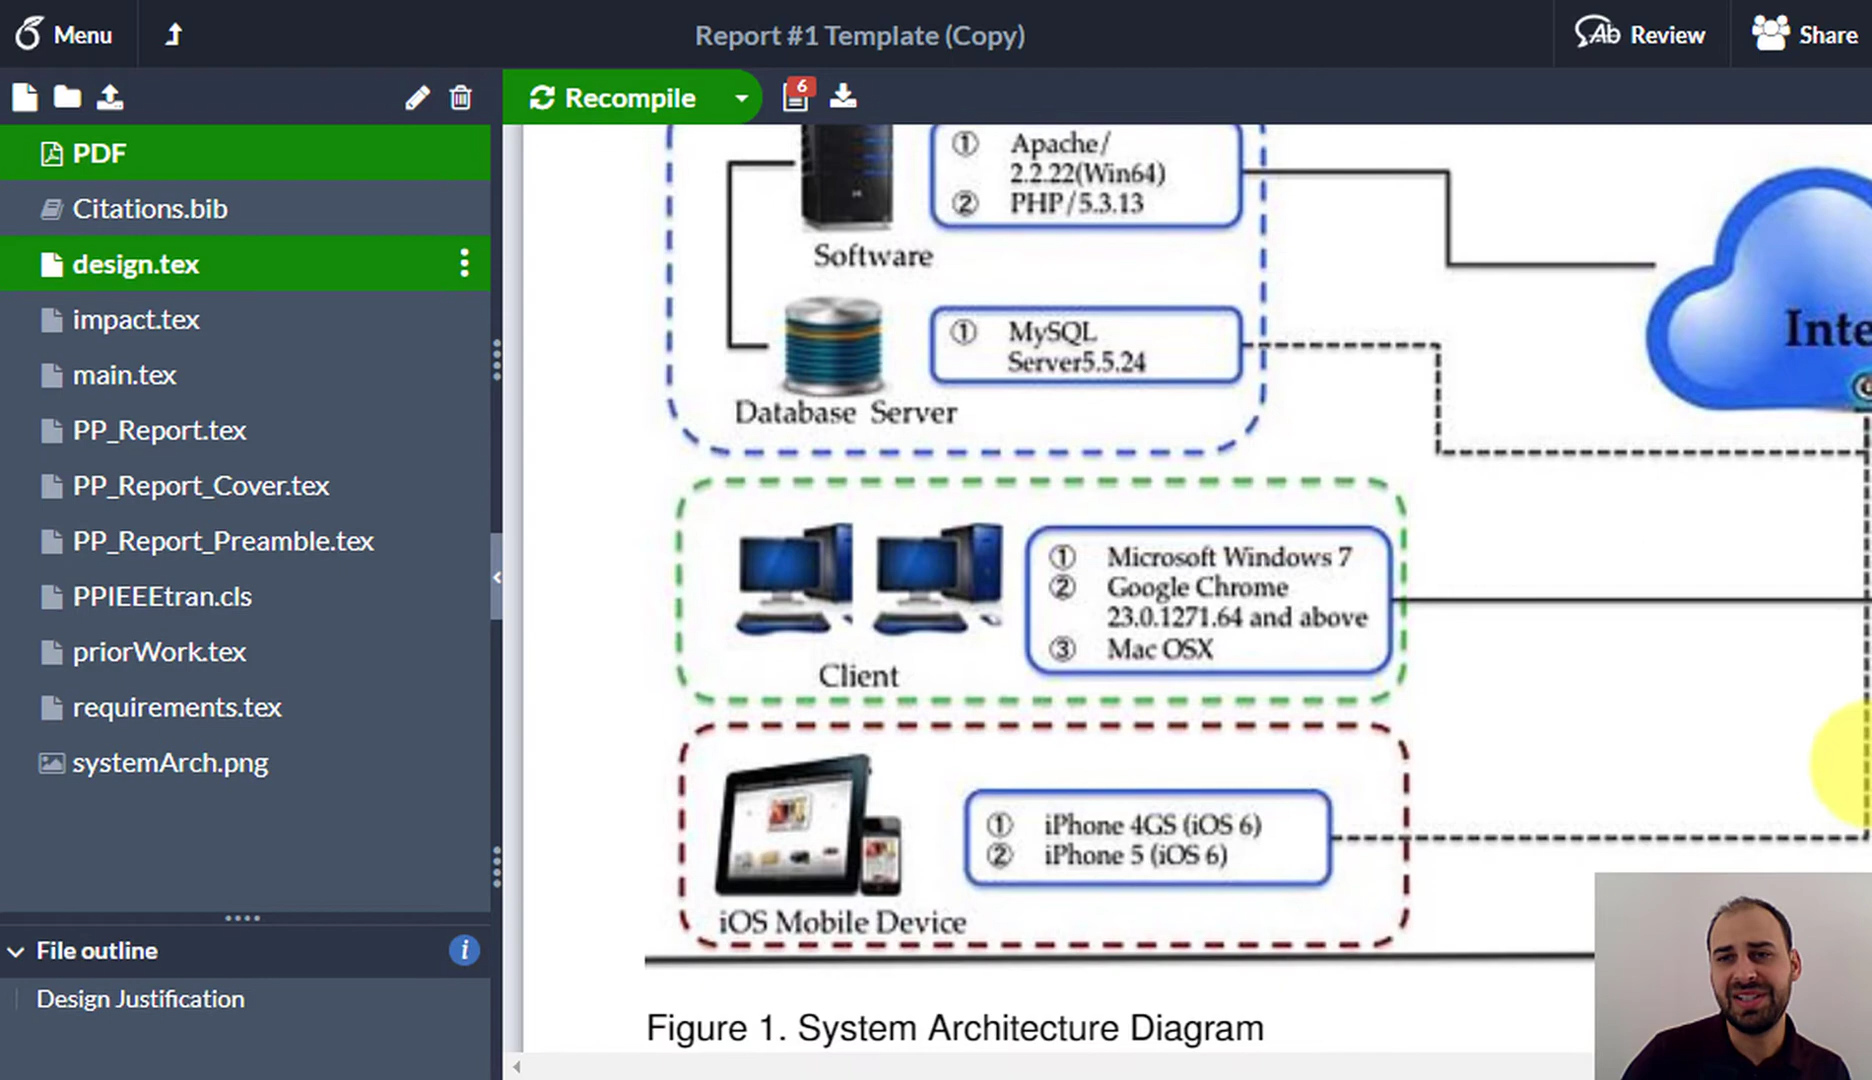 Menu
Report #1 Template (Copy)
Review
Share
Recompile
6
PDF
Citations.bib
design.tex
impact.tex
main.tex
PP_Report.tex
PP_Report_Cover.tex
PP_Report_Preamble.tex
PPIEEEtran.cls
priorWork.tex
requirements.tex
systemArch.png
File outline
Design Justification
① Apache/
2.2.22(Win64)
② PHP/5.3.13
Software
① MySQL
Server5.5.24
Database Server
Inte
① Microsoft Windows 7
② Google Chrome
23.0.1271.64 and above
③ Mac OSX
Client
① iPhone 4GS (iOS 6)
② iPhone 5 (iOS 6)
iOS Mobile Device
Figure 1. System Architecture Diagram